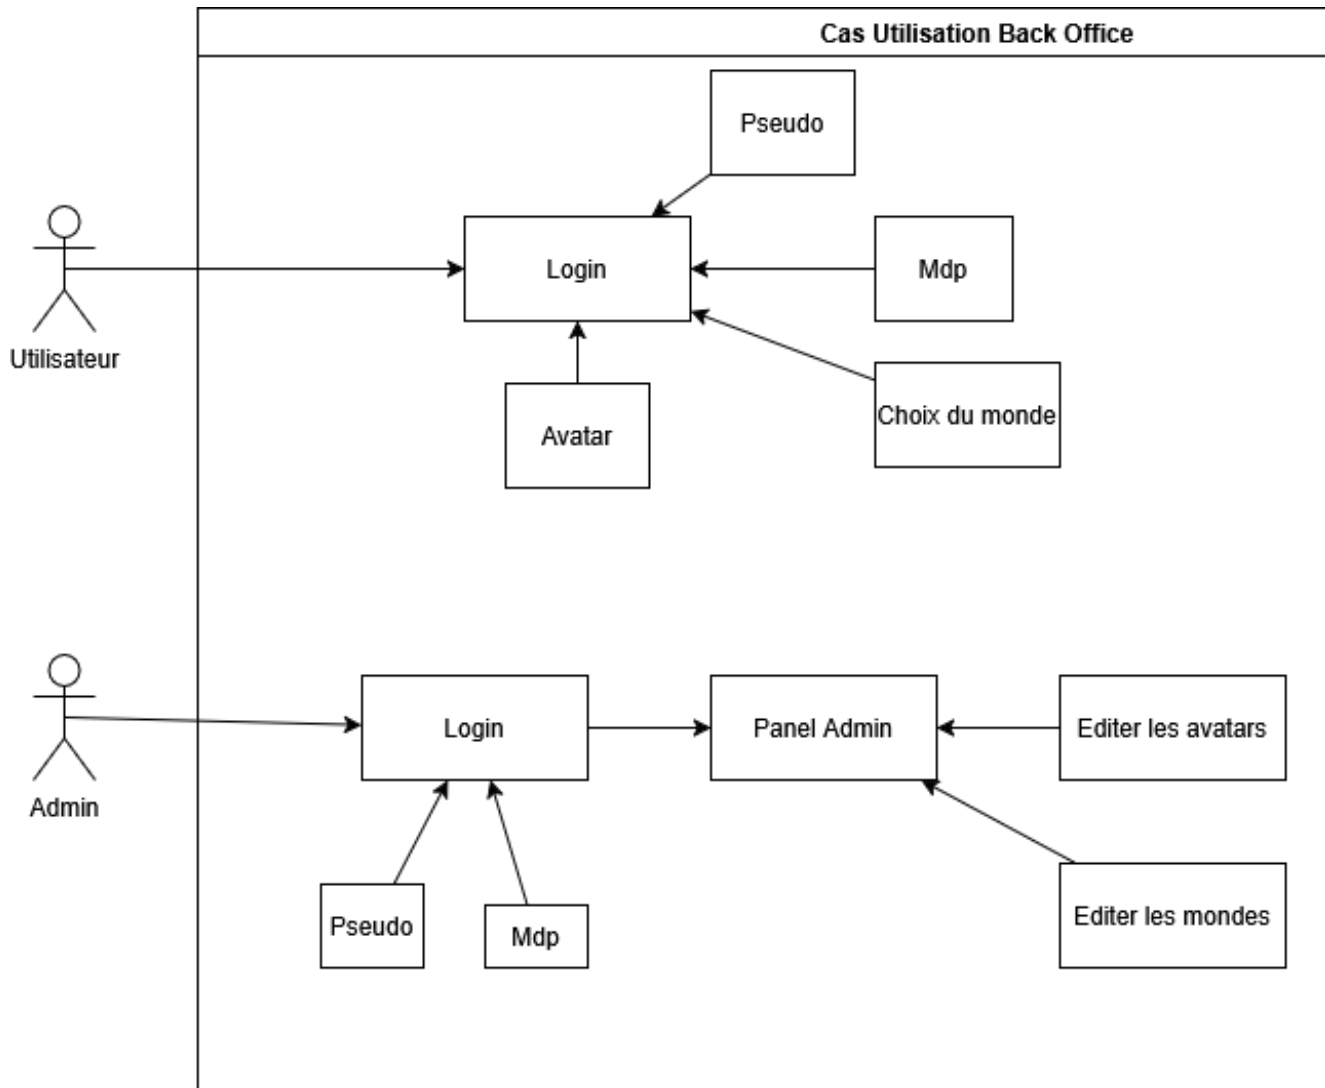 Cas Utilisation Back Office
Pseudo
Login
Mdp
Utilisateur
Choix du monde
Avatar
Login
Panel Admin
Editer les avatars
Admin
Pseudo
Mdp
Editer les mondes